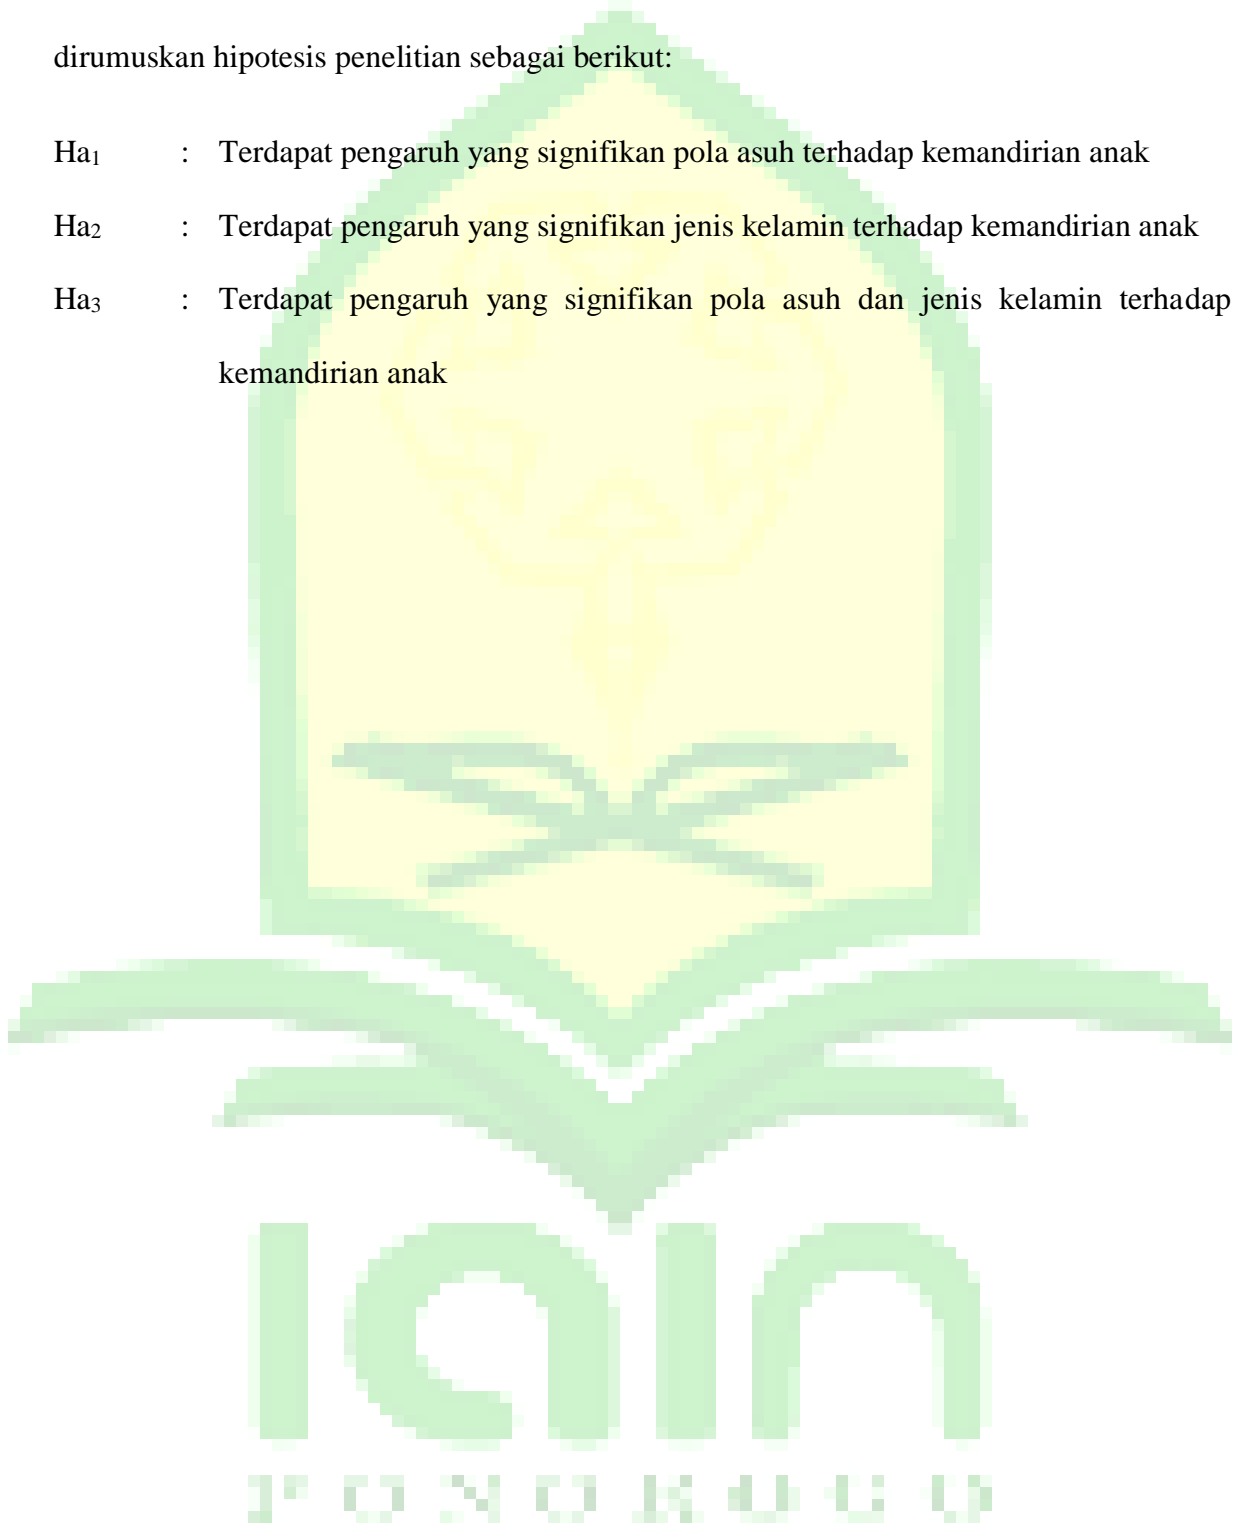 dirumuskan hipotesis penelitian sebagai berikut:
Ha₁ : Terdapat pengaruh yang signifikan pola asuh terhadap kemandirian anak
Ha₂ : Terdapat pengaruh yang signifikan jenis kelamin terhadap kemandirian anak
Ha₃ : Terdapat pengaruh yang signifikan pola asuh dan jenis kelamin terhadap
kemandirian anak
iain
PONOROGO